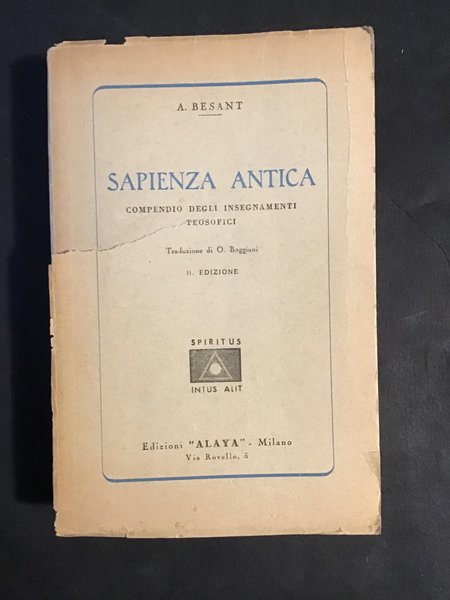 A. BESANT
SAPIENZA ANTICA
COMPENDIO DEGLI INSEGNAMENTI
TEOSOFICI
Traduzione di O. Boggiani
II. EDIZIONE
SPIRITUS
INTUS ALIT
Edizioni "ALAYA" - Milano
Via Rovello, 5